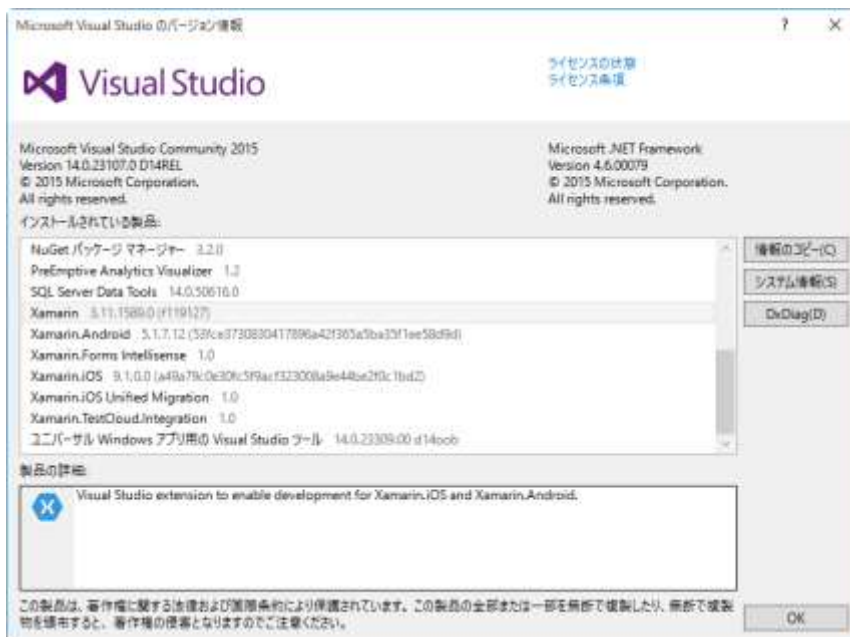 Microsoft Visual Studio のバージョン情報
? ×
Visual Studio
ライセンスの状態
ライセンス条項
Microsoft Visual Studio Community 2015
Version 14.0.23107.0 D14REL
© 2015 Microsoft Corporation.
All rights reserved.
Microsoft .NET Framework
Version 4.6.00079
© 2015 Microsoft Corporation.
All rights reserved.
インストールされている製品:
NuGet パッケージ マネージャー 3.2.0
PreEmptive Analytics Visualizer 1.2
SQL Server Data Tools 14.0.50616.0
Xamarin 3.11.1589.0 (f119127)
Xamarin.Android 5.1.7.12
Xamarin.Forms Intellisense 1.0
Xamarin.iOS 9.1.0.0
Xamarin.iOS Unified Migration 1.0
Xamarin.TestCloud.Integration 1.0
ユニバーサル Windows アプリ用の Visual Studio ツール 14.0.23309.00 d14oob
情報のコピー(C)
システム情報(S)
DxDiag(D)
製品の詳細:
Visual Studio extension to enable development for Xamarin.iOS and Xamarin.Android.
この製品は、著作権に関する法律および国際条約により保護されています。この製品の全部または一部を無断で複製したり、無断で複製
物を頒布すると、著作権の侵害となりますのでご注意ください。
OK